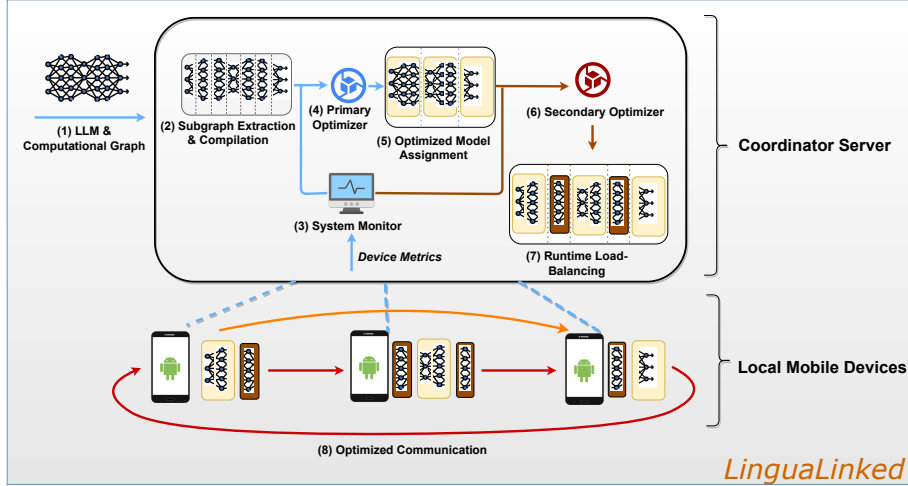 (1) LLM &
Computational Graph
(2) Subgraph Extraction
& Compilation
(4) Primary
Optimizer
(5) Optimized Model
Assignment
(6) Secondary Optimizer
(3) System Monitor
Device Metrics
(7) Runtime Load-
Balancing
Coordinator Server
Local Mobile Devices
(8) Optimized Communication
LinguaLinked